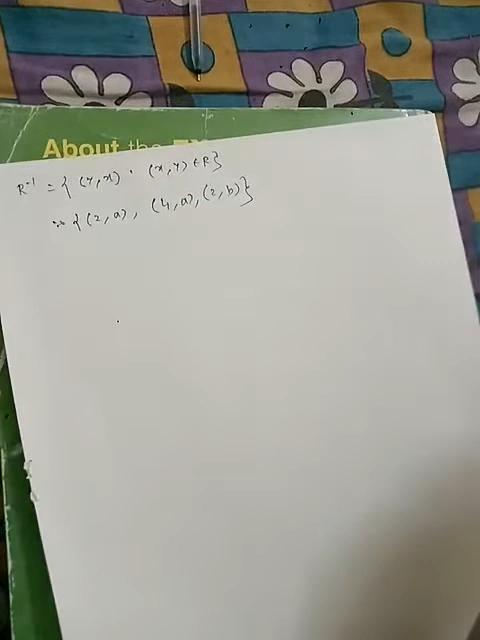 About the
R⁻¹ = { (y, x) : (x, y) ∈ R }
= { (2, a), (4, a), (2, b) }